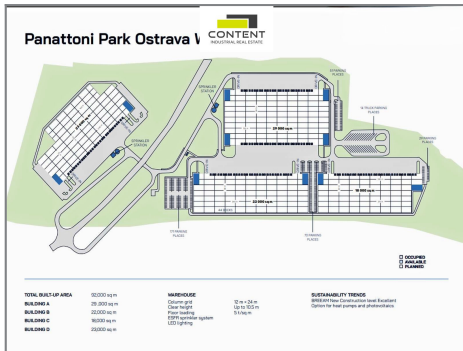 CONTENT
INDUSTRIAL REAL ESTATE
Panattoni Park Ostrava
SPRINKLER
STATION
SPRINKLER
STATION
29 000 sq m
22 000 sq m
18 000 sq m
PARKING
PLACES
TRUCK PARKING
PLACES
PARKING
PLACES
PARKING
PLACES
PARKING
PLACES
OCCUPIED
AVAILABLE
PLANNED
TOTAL BUILT-UP AREA 92,000 sq m
BUILDING A 29,000 sq m
BUILDING B 22,000 sq m
BUILDING C 18,000 sq m
BUILDING D 23,000 sq m
WAREHOUSE
Column grid 12 m × 24 m
Clear height Up to 10.5 m
Floor loading 5 t/sq m
ESFR sprinkler system
LED lighting
SUSTAINABILITY TRENDS
BREEAM New Construction level Excellent
Option for heat pumps and photovoltaics